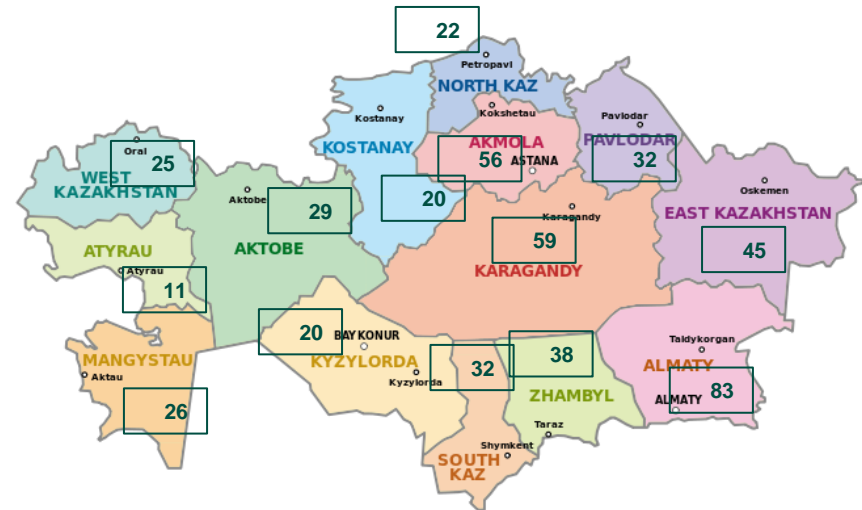 22
Petropavl
NORTH KAZ
Kostanay
Kokshetau
Pavlodar
KOSTANAY
AKMOLA
PAVLODAR
Oral
25
56
ASTANA
32
WEST
KAZAKHSTAN
Aktobe
29
20
Karagandy
Oskemen
EAST KAZAKHSTAN
ATYRAU
AKTOBE
59
45
Atyrau
KARAGANDY
11
20
BAYKONUR
MANGYSTAU
KYZYLORDA
32
38
Taldykorgan
ALMATY
Aktau
Kyzylorda
83
ZHAMBYL
ALMATY
26
Taraz
Shymkent
SOUTH
KAZ